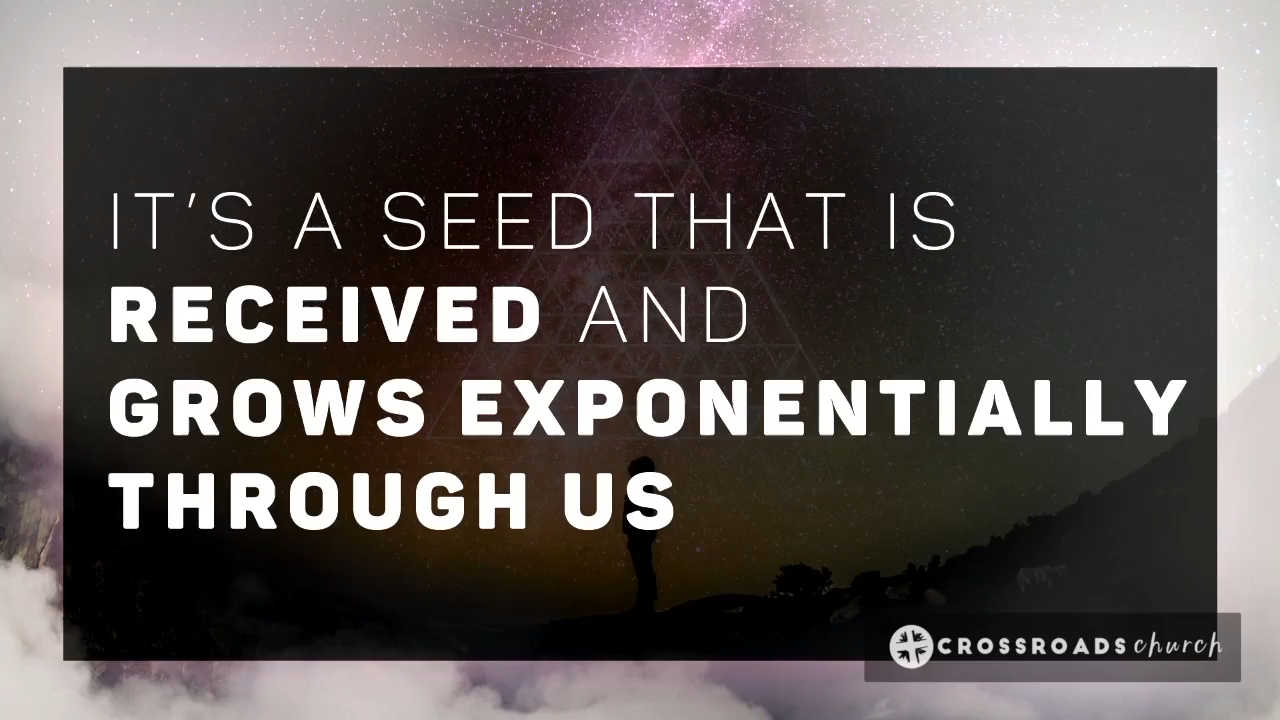 IT'S A SEED THAT IS
RECEIVED AND
GROWS EXPONENTIALLY
THROUGH US
CROSSROADS church